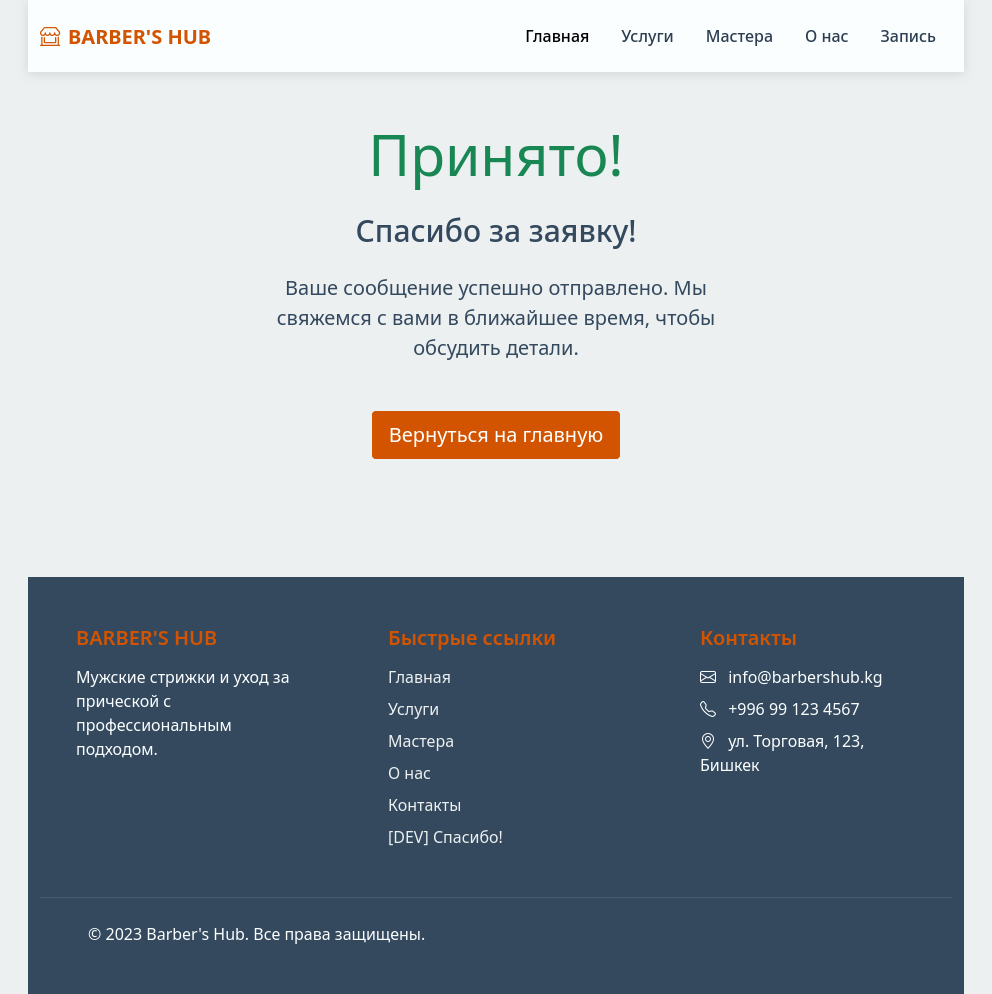 BARBER'S HUB
Главная
Услуги
Мастера
О нас
Запись
Принято!
Спасибо за заявку!
Ваше сообщение успешно отправлено. Мы
свяжемся с вами в ближайшее время, чтобы
обсудить детали.
Вернуться на главную
BARBER'S HUB
Мужские стрижки и уход за
прической с
профессиональным
подходом.
Быстрые ссылки
Главная
Услуги
Мастера
О нас
Контакты
[DEV] Спасибо!
Контакты
info@barbershub.kg
+996 99 123 4567
ул. Торговая, 123,
Бишкек
© 2023 Barber's Hub. Все права защищены.